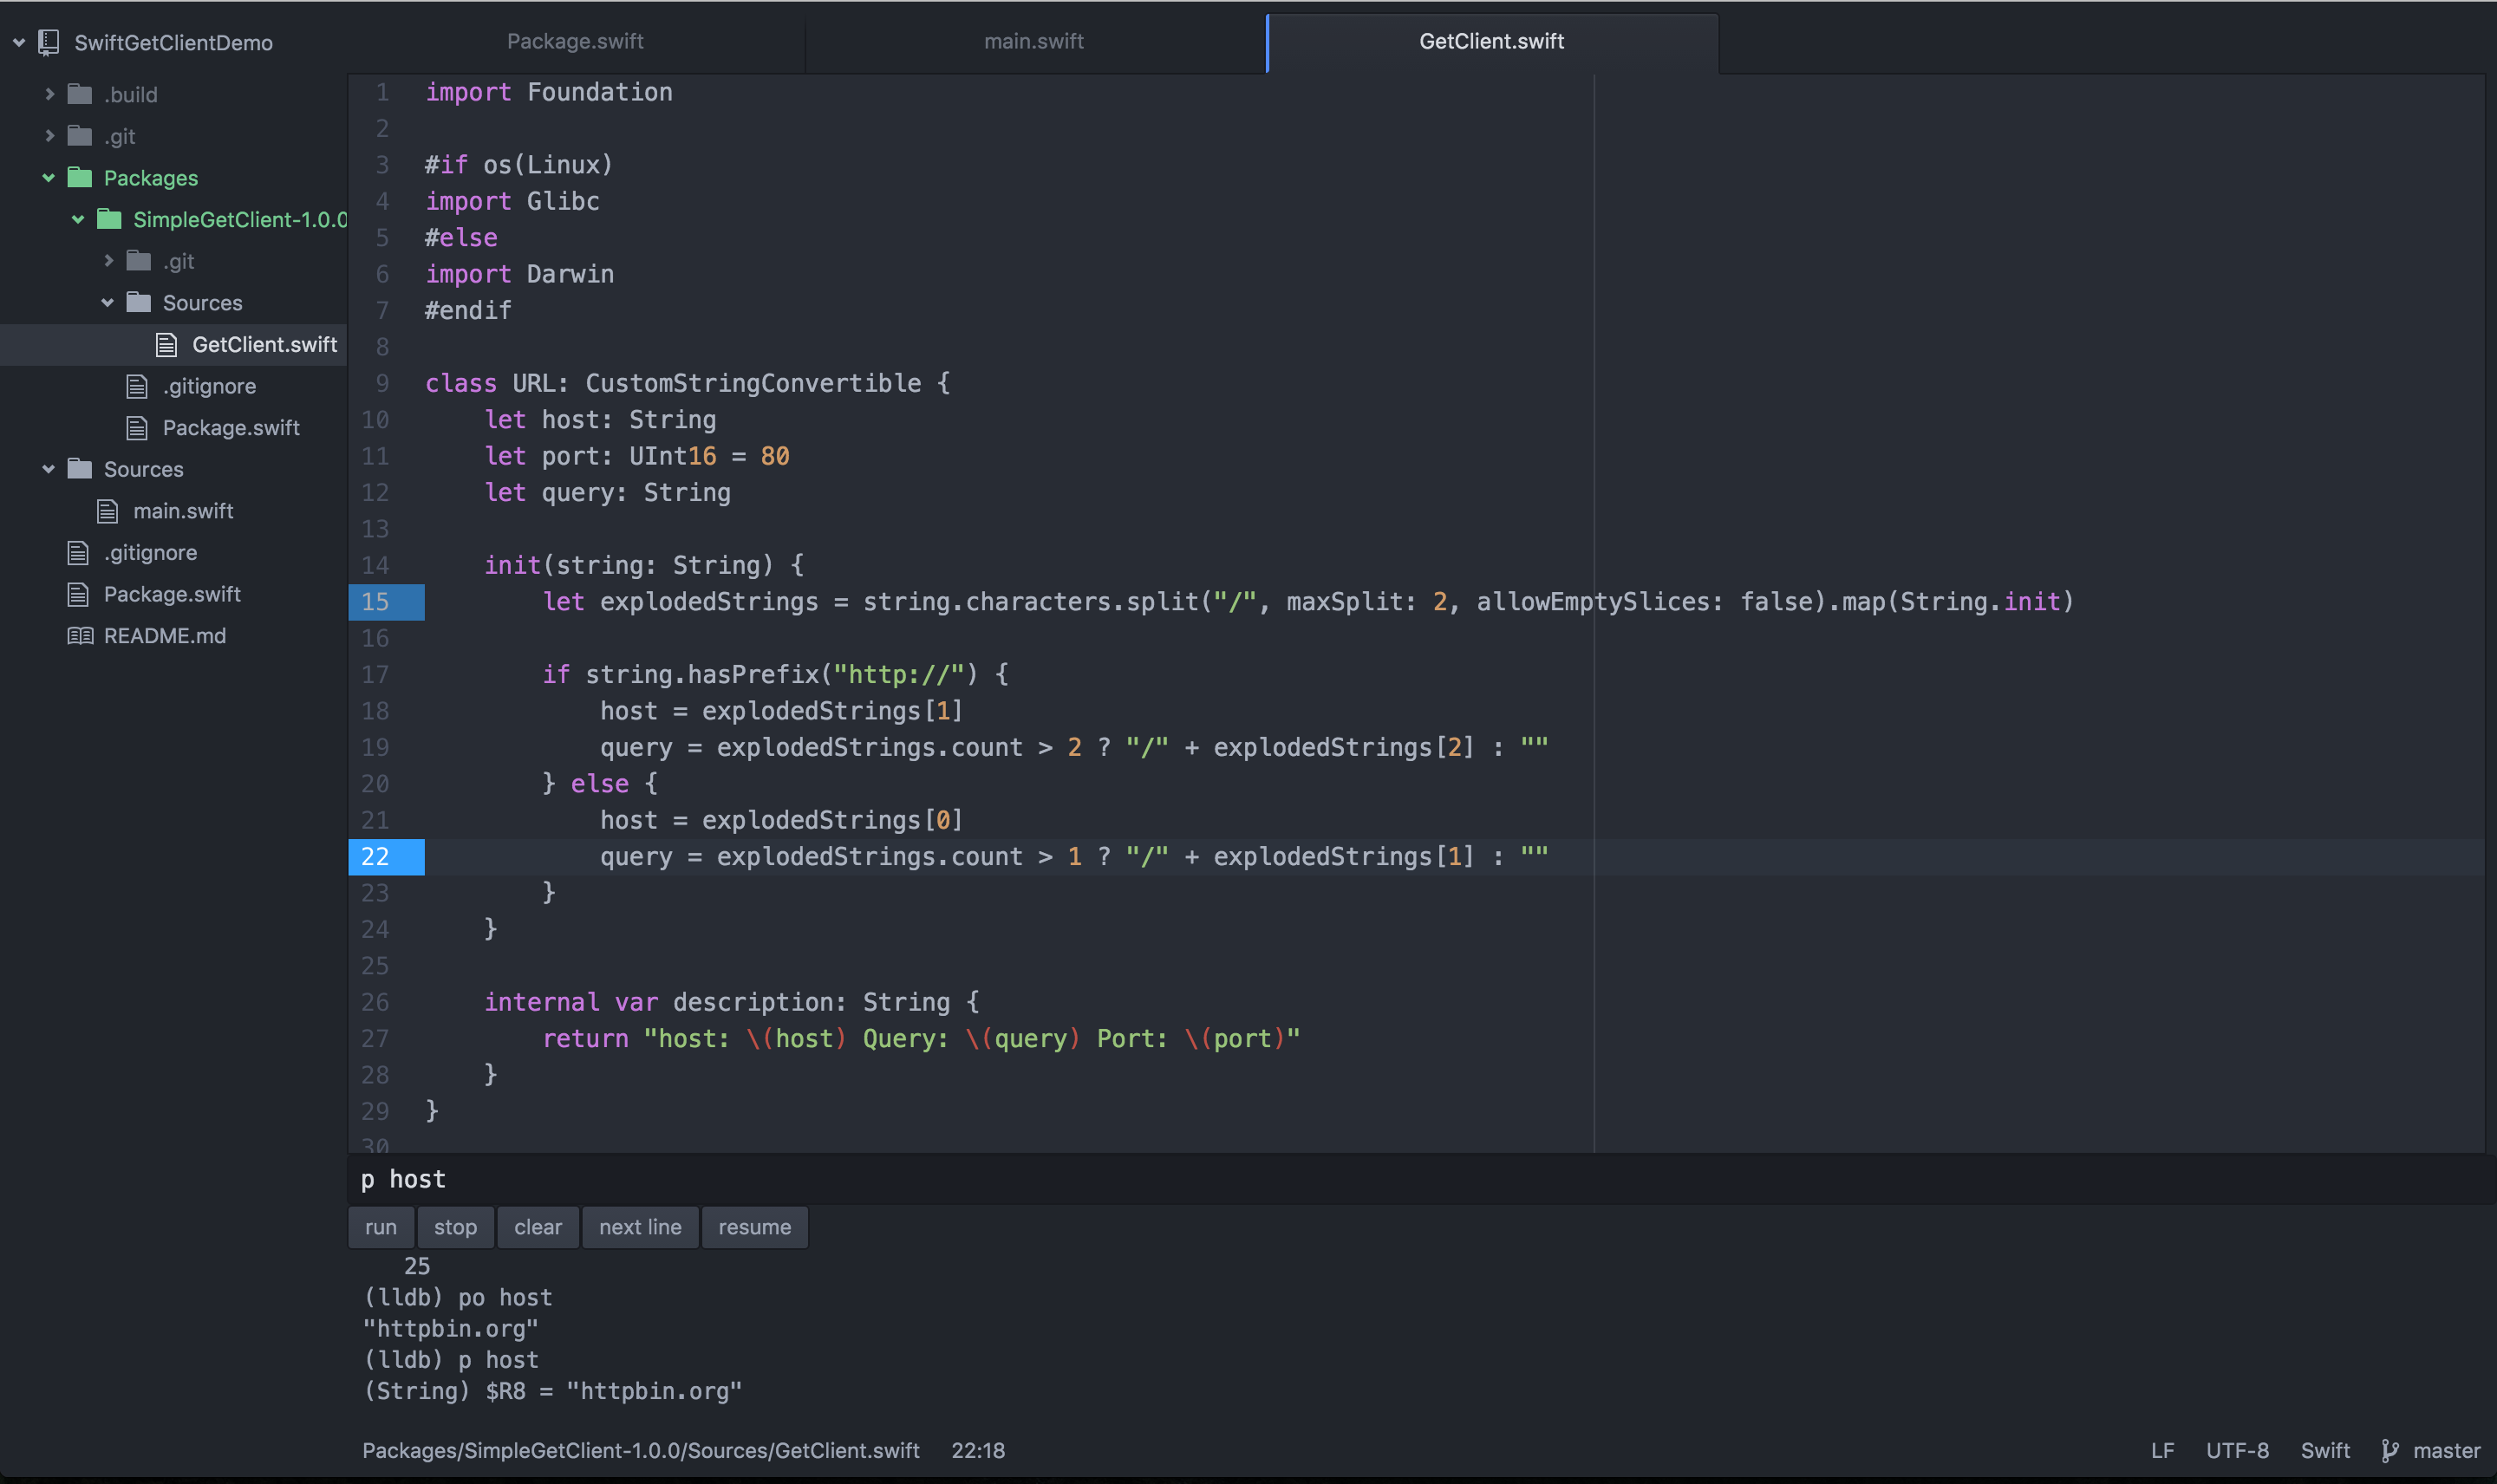 SwiftGetClientDemo
.build
.git
Packages
SimpleGetClient-1.0.0
.git
Sources
GetClient.swift
.gitignore
Package.swift
Sources
main.swift
.gitignore
Package.swift
README.md
Package.swift main.swift GetClient.swift
1 import Foundation
2
3 #if os(Linux)
4 import Glibc
5 #else
6 import Darwin
7 #endif
8
9 class URL: CustomStringConvertible {
10     let host: String
11     let port: UInt16 = 80
12     let query: String
13
14     init(string: String) {
15         let explodedStrings = string.characters.split("/", maxSplit: 2, allowEmptySlices: false).map(String.init)
16
17         if string.hasPrefix("http://") {
18             host = explodedStrings[1]
19             query = explodedStrings.count > 2 ? "/" + explodedStrings[2] : ""
20         } else {
21             host = explodedStrings[0]
22             query = explodedStrings.count > 1 ? "/" + explodedStrings[1] : ""
23         }
24     }
25
26     internal var description: String {
27         return "host: \(host) Query: \(query) Port: \(port)"
28     }
29 }
30
p host
run stop clear next line resume
25
(lldb) po host
"httpbin.org"
(lldb) p host
(String) $R8 = "httpbin.org"
Packages/SimpleGetClient-1.0.0/Sources/GetClient.swift 22:18 LF UTF-8 Swift master